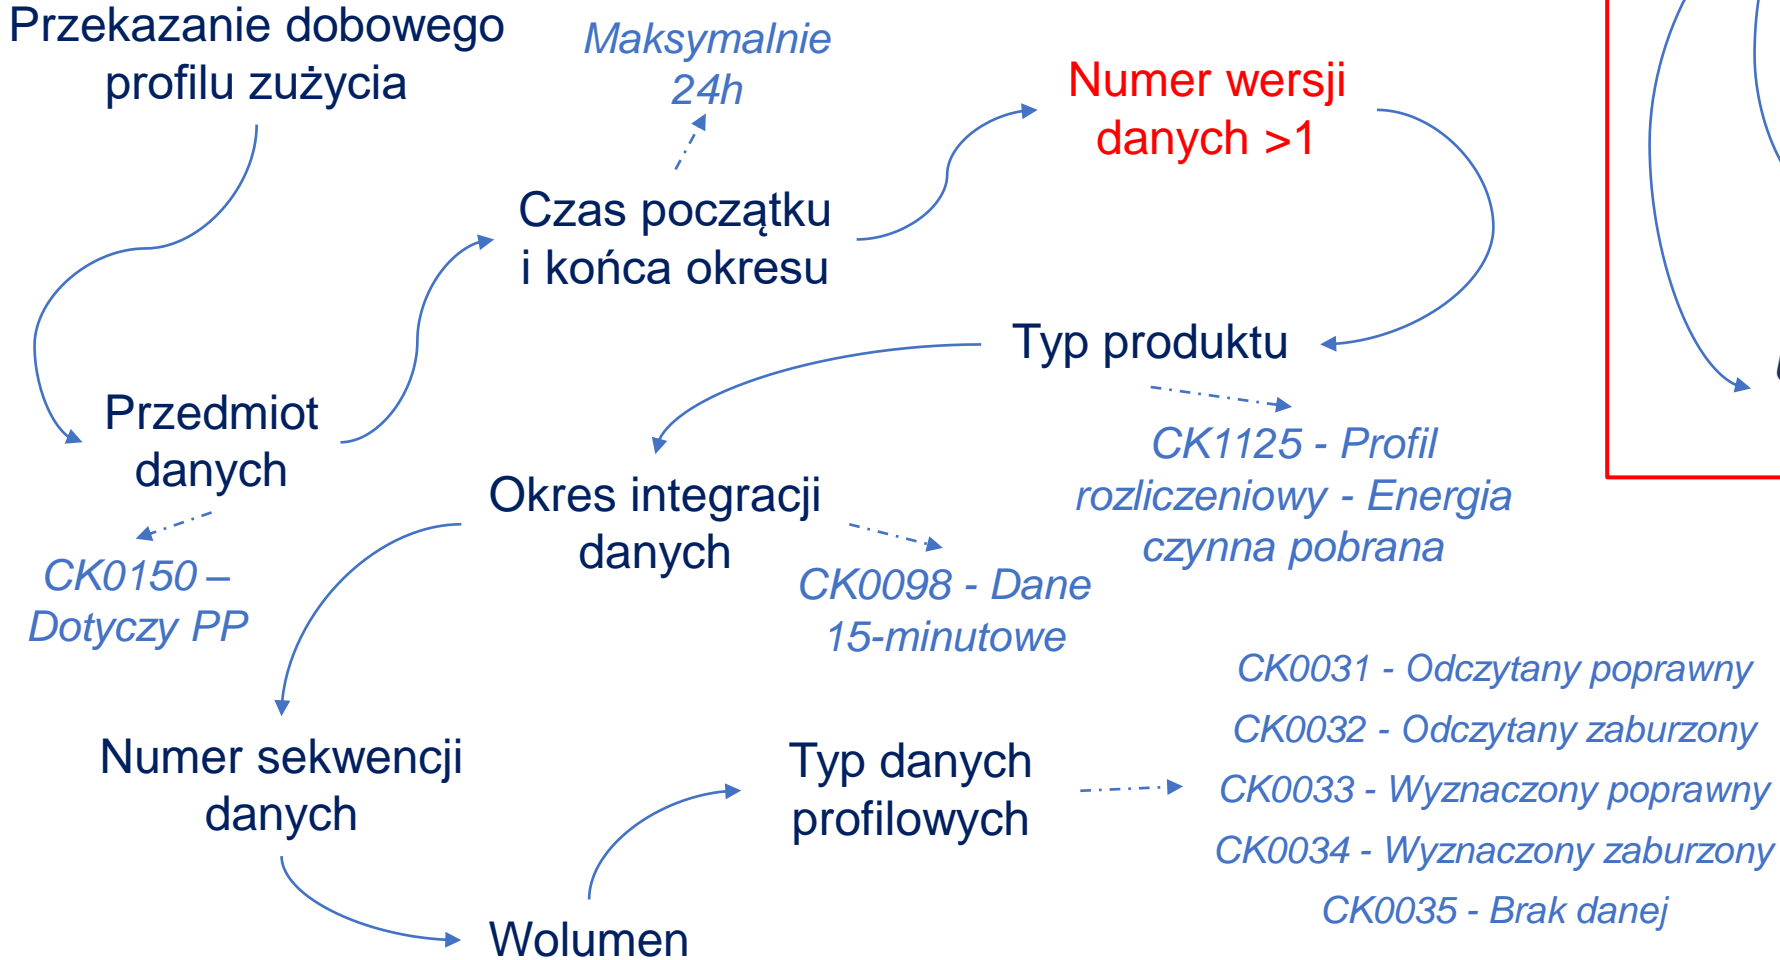 Przekazanie dobowego
profilu zużycia
Maksymalnie
24h
Numer wersji
danych >1
Czas początku
i końca okresu
Typ produktu
Przedmiot
danych
CK1125 - Profil
rozliczeniowy - Energia
czynna pobrana
Okres integracji
danych
CK0150 –
Dotyczy PP
CK0098 - Dane
15-minutowe
Numer sekwencji
danych
Typ danych
profilowych
CK0031 - Odczytany poprawny
CK0032 - Odczytany zaburzony
CK0033 - Wyznaczony poprawny
CK0034 - Wyznaczony zaburzony
CK0035 - Brak danej
Wolumen